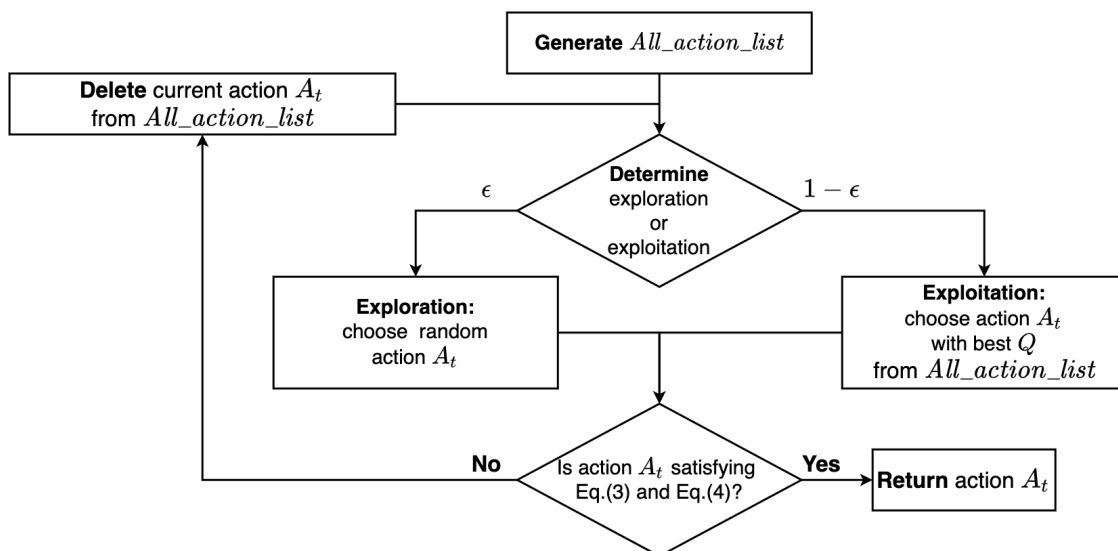 Generate All_action_list
Delete current action A_t
from All_action_list
Determine
exploration
or
exploitation
ϵ
1 − ϵ
Exploration:
choose random
action A_t
Exploitation:
choose action A_t
with best Q
from All_action_list
Is action A_t satisfying
Eq.(3) and Eq.(4)?
No
Yes
Return action A_t